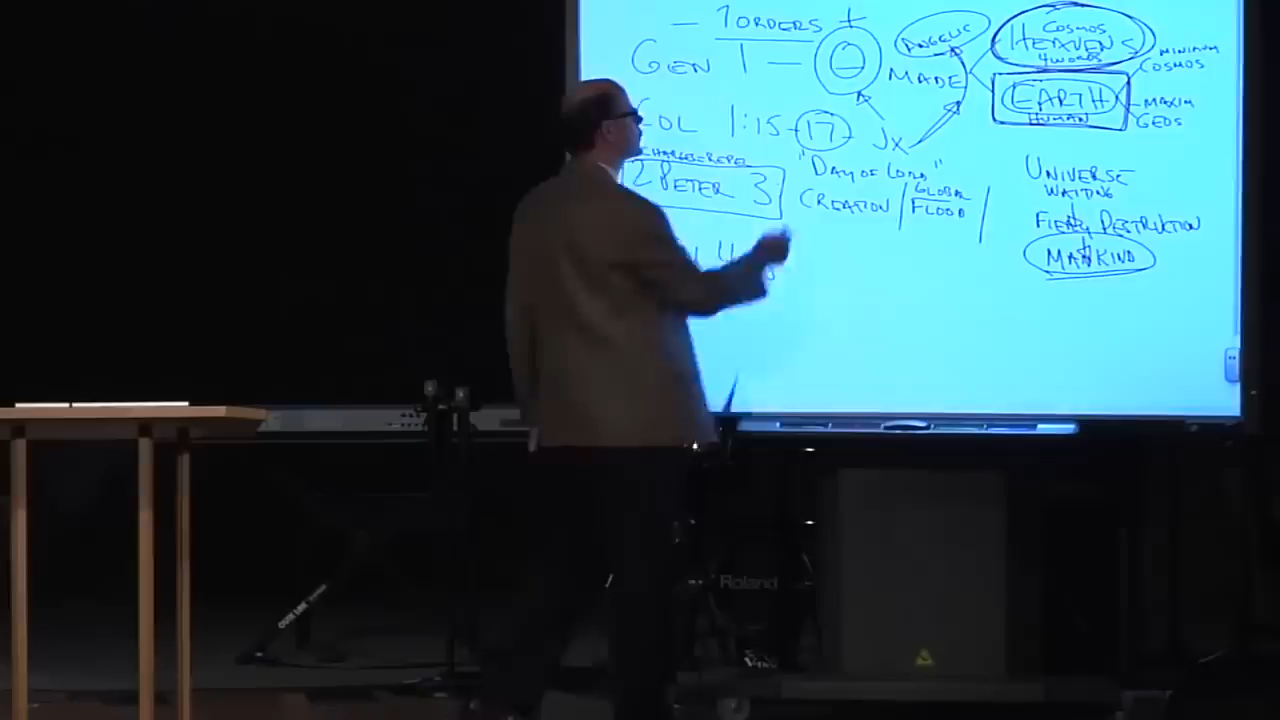 7 ORDERS +
GEN 1 — Θ MADE
ANGELIC
COSMOS
HEAVENS
4 WORDS
EARTH
HUMAN
MINIMUM
COSMOS
MAXIM
GEOS
COL 1:15-17 Jx
2 PETER 3
"DAY OF LORD"
CREATION / GLOBAL FLOOD /
UNIVERSE
WAITING
FIERY DESTRUCTION
MANKIND
Roland